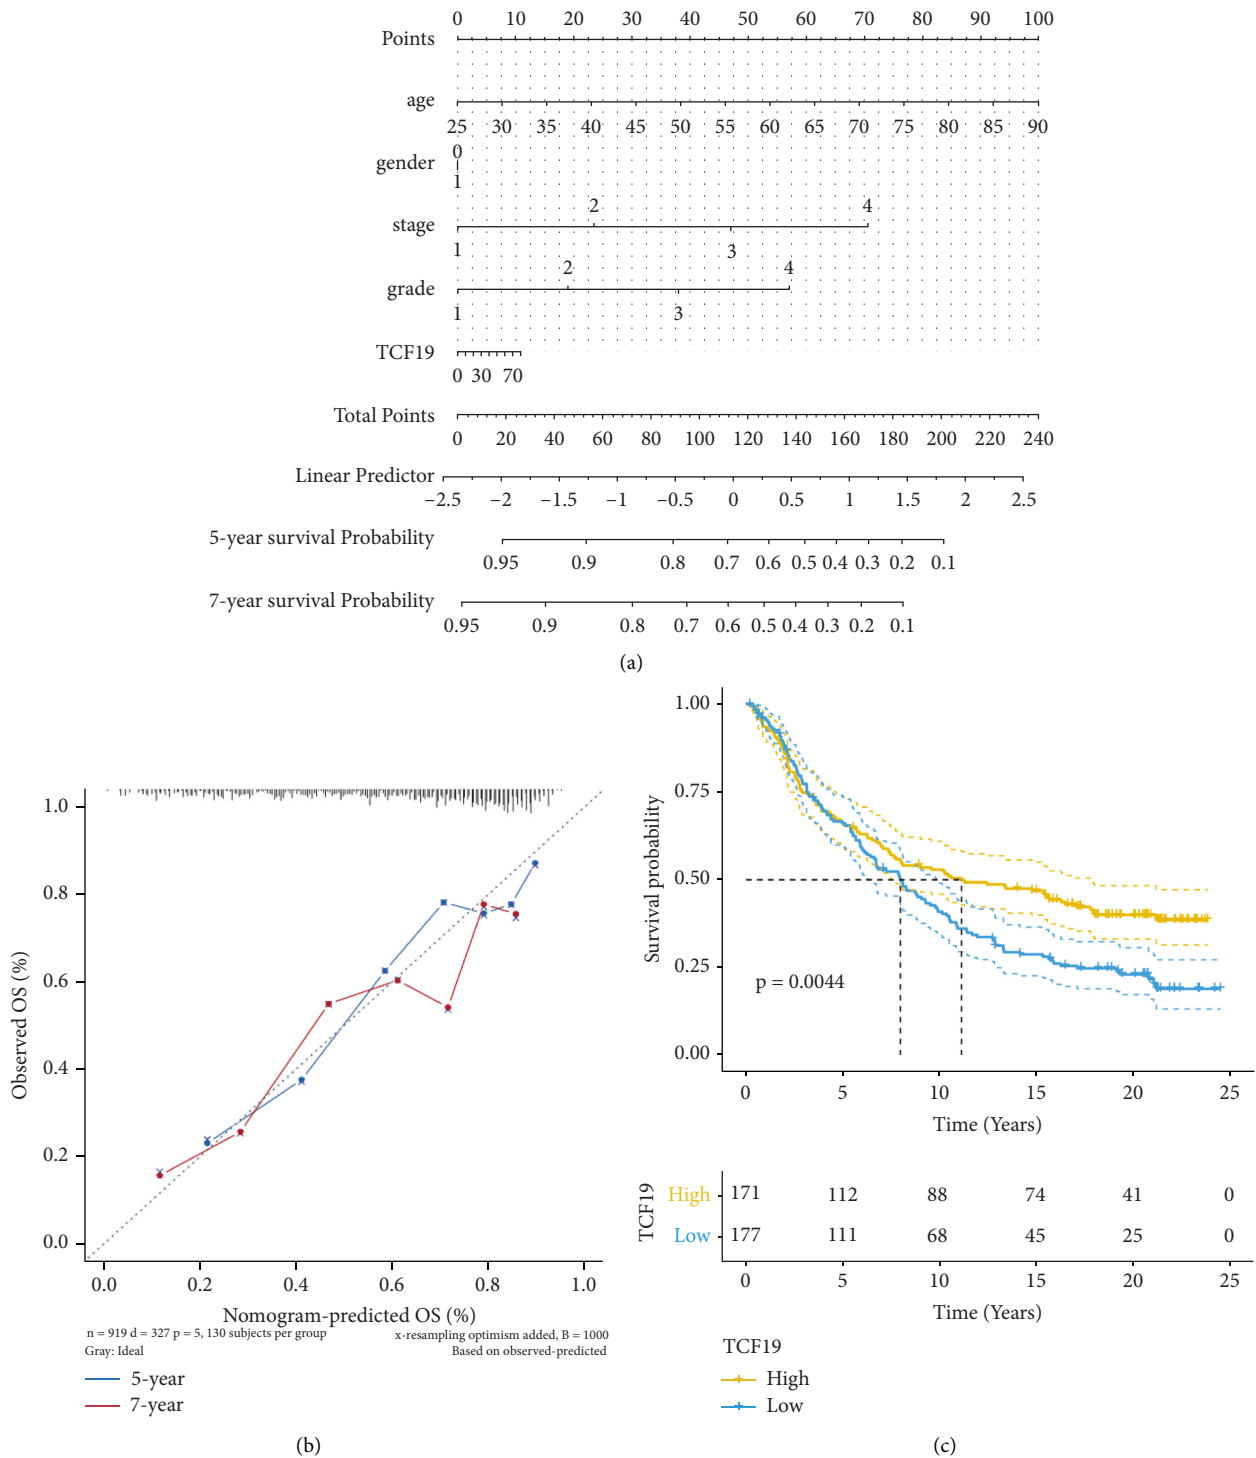 0 10 20 30 40 50 60 70 80 90 100
Points
age
25 30 35 40 45 50 55 60 65 70 75 80 85 90
0
gender
1
2 4
stage
1 3
2 4
grade
1 3
TCF19
0 30 70
Total Points
0 20 40 60 80 100 120 140 160 180 200 220 240
Linear Predictor
−2.5 −2 −1.5 −1 −0.5 0 0.5 1 1.5 2 2.5
5-year survival Probability
0.95 0.9 0.8 0.7 0.6 0.5 0.4 0.3 0.2 0.1
7-year survival Probability
0.95 0.9 0.8 0.7 0.6 0.5 0.4 0.3 0.2 0.1
(a)
Observed OS (%)
1.0
0.8
0.6
0.4
0.2
0.0
0.0 0.2 0.4 0.6 0.8 1.0
Nomogram-predicted OS (%)
n = 919 d = 327 p = 5, 130 subjects per group
Gray: Ideal
x-resampling optimism added, B = 1000
Based on observed-predicted
5-year
7-year
(b)
Survival probability
1.00
0.75
0.50
0.25
0.00
p = 0.0044
0 5 10 15 20 25
Time (Years)
TCF19
High 171 112 88 74 41 0
Low 177 111 68 45 25 0
0 5 10 15 20 25
Time (Years)
TCF19
High
Low
(c)